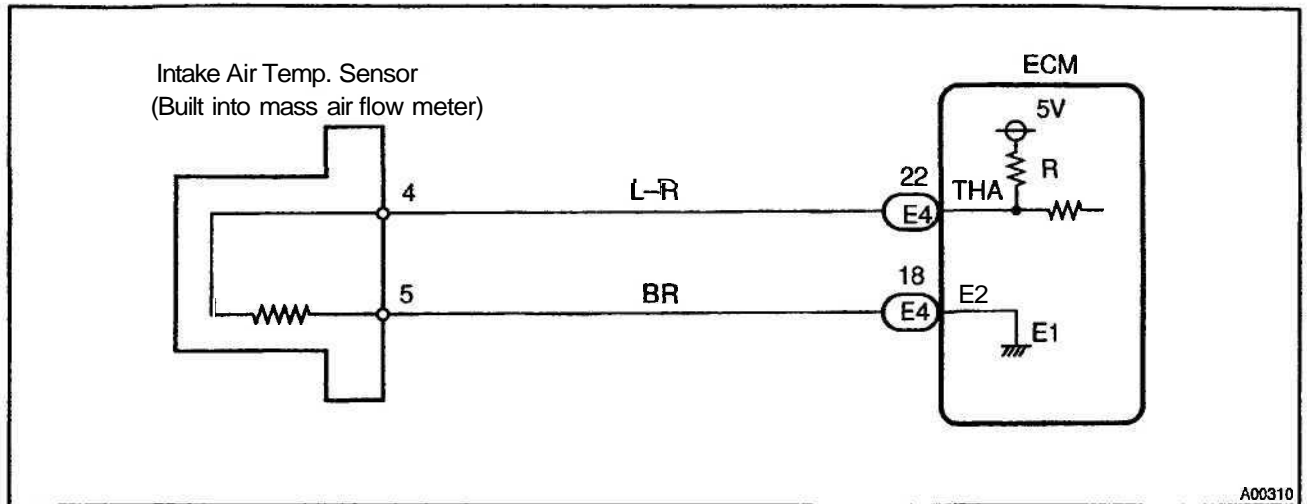 Intake Air Temp. Sensor
(Built into mass air flow meter)
ECM
5V
R
4
L-R
22
E4
THA
5
BR
18
E4
E2
E1
A00310